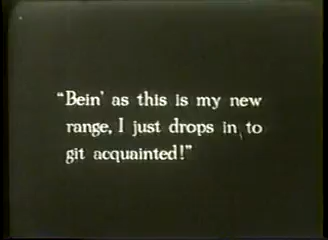 "Bein' as this is my new
range, I just drops in to
git acquainted!"